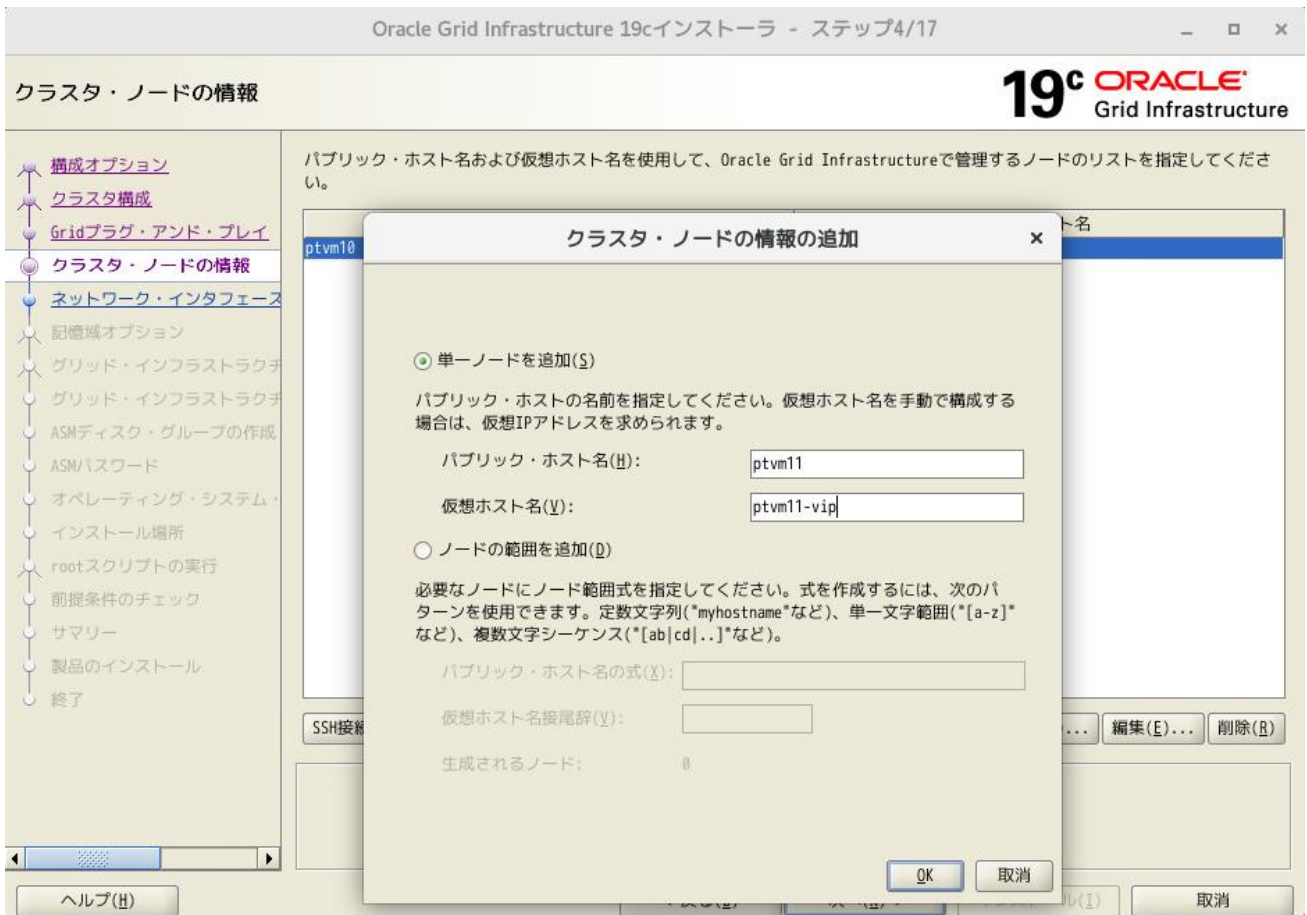 Oracle Grid Infrastructure 19cインストーラ - ステップ4/17
クラスタ・ノードの情報
19c ORACLE
Grid Infrastructure
構成オプション
クラスタ構成
Gridプラグ・アンド・プレイ
クラスタ・ノードの情報
ネットワーク・インタフェース
記憶域オプション
グリッド・インフラストラクチ
グリッド・インフラストラクチ
ASMディスク・グループの作成
ASMパスワード
オペレーティング・システム・
インストール場所
rootスクリプトの実行
前提条件のチェック
サマリー
製品のインストール
終了
パブリック・ホスト名および仮想ホスト名を使用して、Oracle Grid Infrastructureで管理するノードのリストを指定してくださ
い。
ト名
ptvm10
クラスタ・ノードの情報の追加
単一ノードを追加(S)
パブリック・ホストの名前を指定してください。仮想ホスト名を手動で構成する
場合は、仮想IPアドレスを求められます。
パブリック・ホスト名(H): ptvm11
仮想ホスト名(V): ptvm11-vip
ノードの範囲を追加(D)
必要なノードにノード範囲式を指定してください。式を作成するには、次のパ
ターンを使用できます。定数文字列("myhostname"など)、単一文字範囲("[a-z]"
など)、複数文字シーケンス("[ab|cd|..]"など)。
パブリック・ホスト名の式(X):
仮想ホスト名接尾辞(V):
生成されるノード: 0
OK 取消
SSH接続 ... 編集(E)... 削除(R)
ヘルプ(H) ル(I) 取消